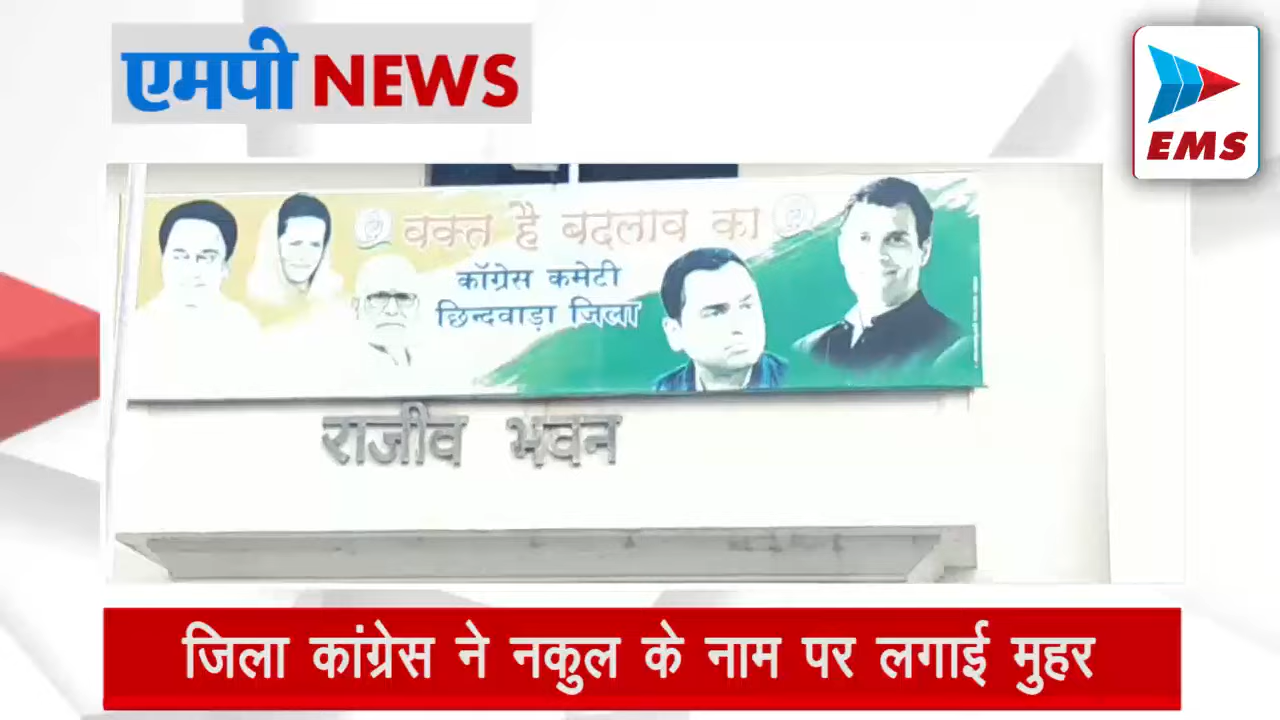 एमपी NEWS
EMS
वक्त है बदलाव का
कॉग्रेस कमेटी
छिन्दवाड़ा जिला
राजीव भवन
जिला कांग्रेस ने नकुल के नाम पर लगाई मुहर